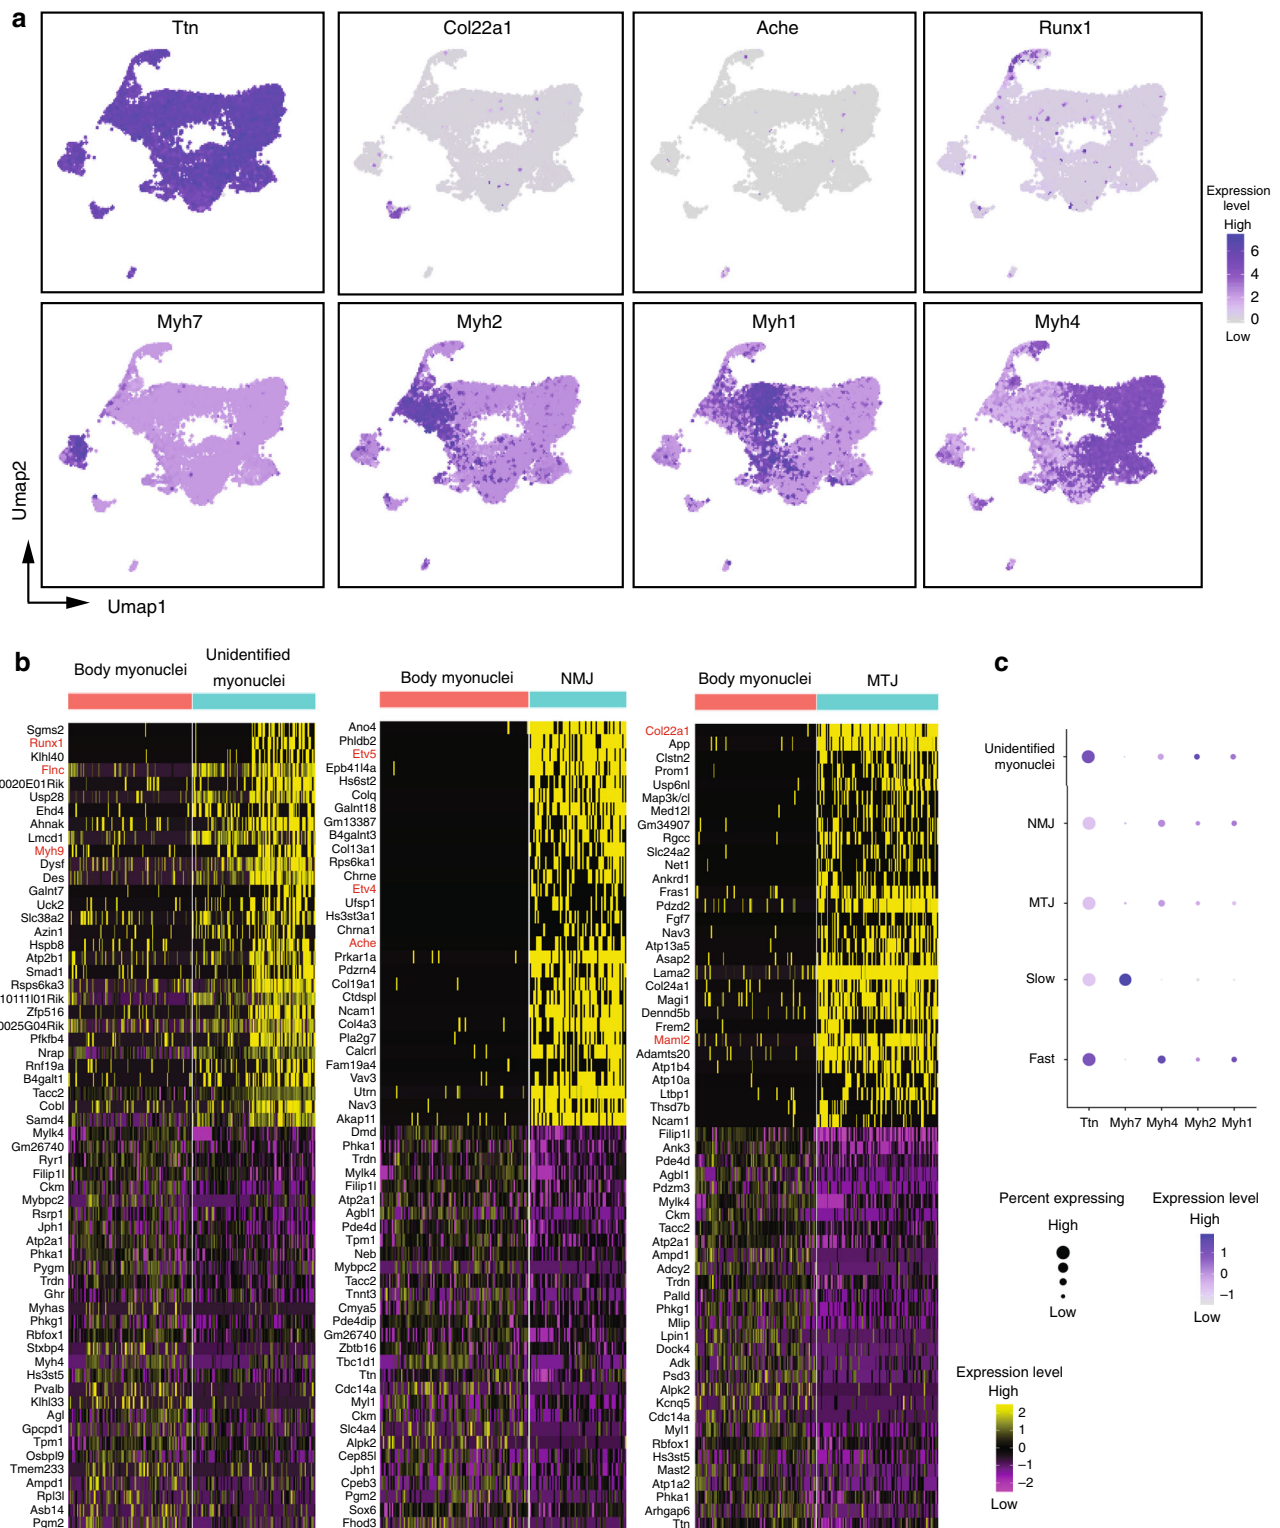 a
Ttn
Col22a1
Ache
Runx1
Expression
level
High
6
4
2
0
Low
Myh7
Myh2
Myh1
Myh4
Umap2
Umap1
b
Body myonuclei
Unidentified
myonuclei
Sgms2
Runx1
Klhl40
Flnc
0020E01Rik
Usp28
Ehd4
Ahnak
Lmcd1
Myh9
Dysf
Des
Galnt7
Uck2
Slc38a2
Azin1
Hspb8
Atp2b1
Smad1
Rsps6ka3
10111I01Rik
Zfp516
0025G04Rik
Pfkfb4
Nrap
Rnf19a
B4galt1
Tacc2
Cobl
Samd4
Mylk4
Gm26740
Ryr1
Filip1l
Ckm
Mybpc2
Rsrp1
Jph1
Atp2a1
Phka1
Pygm
Trdn
Ghr
Myhas
Phkg1
Rbfox1
Stxbp4
Myh4
Hs3st5
Pvalb
Klhl33
Agl
Gpcpd1
Tpm1
Osbpl9
Tmem233
Ampd1
Rpl3l
Asb14
Pgm2
Body myonuclei
NMJ
Ano4
Phldb2
Etv5
Epb41l4a
Hs6st2
Colq
Galnt18
Gm13387
B4galnt3
Col13a1
Rps6ka1
Chrne
Etv4
Ufsp1
Hs3st3a1
Chrna1
Ache
Prkar1a
Pdzrn4
Col19a1
Ctdspl
Ncam1
Col4a3
Pla2g7
Calcrl
Fam19a4
Vav3
Utrn
Nav3
Akap11
Dmd
Phka1
Trdn
Mylk4
Filip1l
Atp2a1
Agbl1
Pde4d
Tpm1
Neb
Mybpc2
Tacc2
Tnnt3
Cmya5
Pde4dip
Gm26740
Zbtb16
Tbc1d1
Ttn
Cdc14a
Myl1
Ckm
Slc4a4
Alpk2
Cep85l
Jph1
Cpeb3
Pgm2
Sox6
Fhod3
Body myonuclei
MTJ
Col22a1
App
Clstn2
Prom1
Usp6nl
Map3k/cl
Med12l
Gm34907
Rgcc
Slc24a2
Net1
Ankrd1
Fras1
Pdzd2
Fgf7
Nav3
Atp13a5
Asap2
Lama2
Col24a1
Magi1
Dennd5b
Frem2
Maml2
Adamts20
Atp1b4
Atp10a
Ltbp1
Thsd7b
Ncam1
Filip1l
Ank3
Pde4d
Agbl1
Pdzm3
Mylk4
Ckm
Tacc2
Atp2a1
Ampd1
Adcy2
Trdn
Palld
Phkg1
Mlip
Lpin1
Dock4
Adk
Psd3
Alpk2
Kcnq5
Cdc14a
Myl1
Rbfox1
Hs3st5
Mast2
Atp1a2
Phka1
Arhgap6
Ttn
c
Unidentified
myonuclei
NMJ
MTJ
Slow
Fast
Ttn Myh7 Myh4 Myh2 Myh1
Percent expressing
High
Low
Expression level
High
1
0
−1
Low
Expression level
High
2
1
0
−1
−2
Low